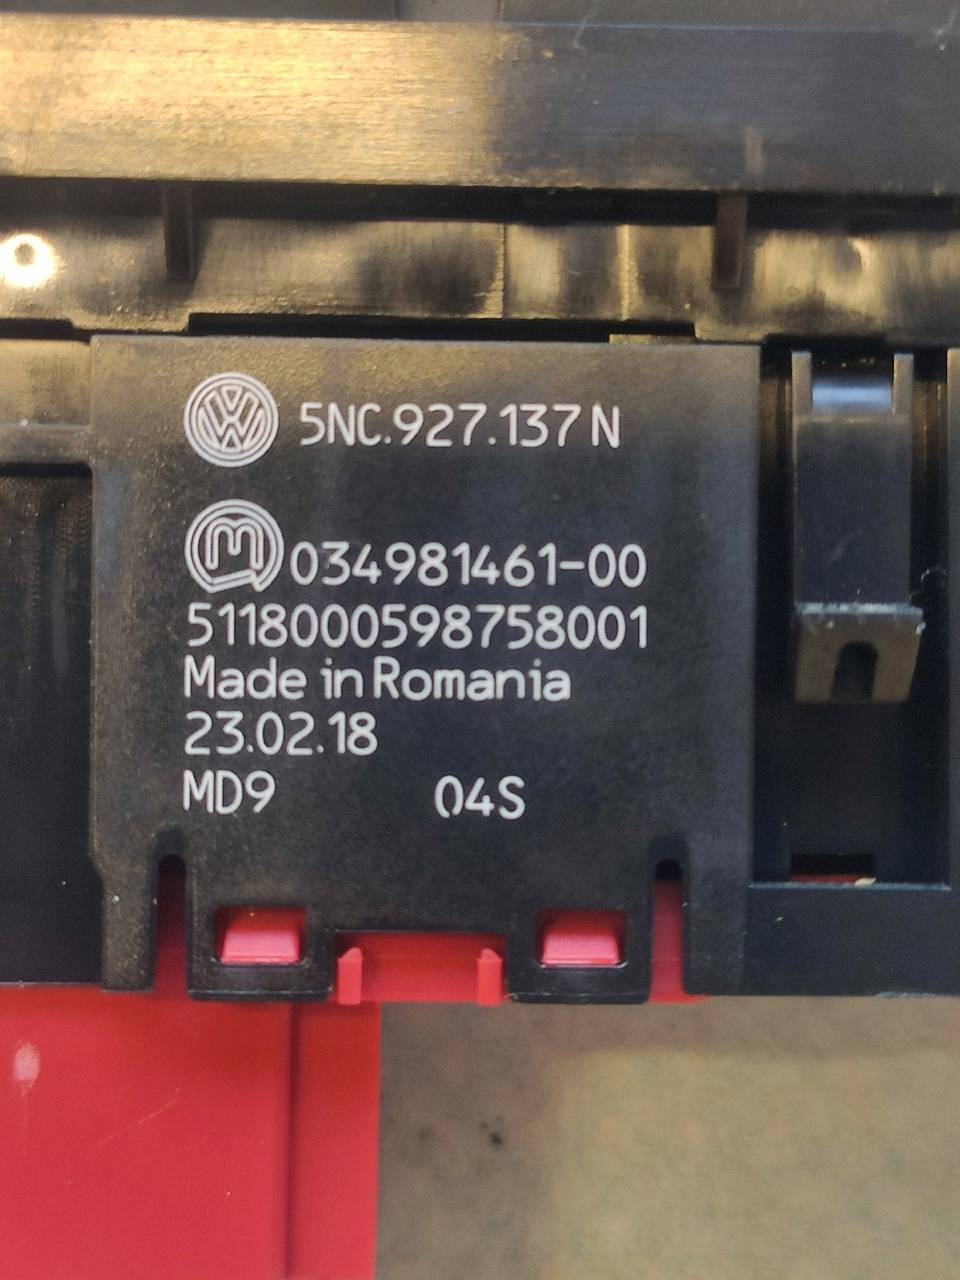 5NC.927.137 N
034981461-00
5118000598758001
Made in Romania
23.02.18
MD9 04S